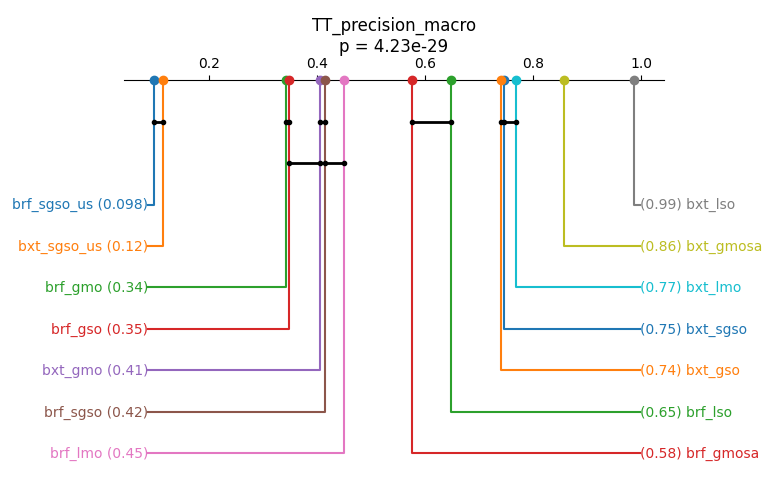 TT_precision_macro
p = 4.23e-29
0.2 0.4 0.6 0.8 1.0
brf_sgso_us (0.098) (0.99) bxt_lso
bxt_sgso_us (0.12) (0.86) bxt_gmosa
brf_gmo (0.34) (0.77) bxt_lmo
brf_gso (0.35) (0.75) bxt_sgso
bxt_gmo (0.41) (0.74) bxt_gso
brf_sgso (0.42) (0.65) brf_lso
brf_lmo (0.45) (0.58) brf_gmosa